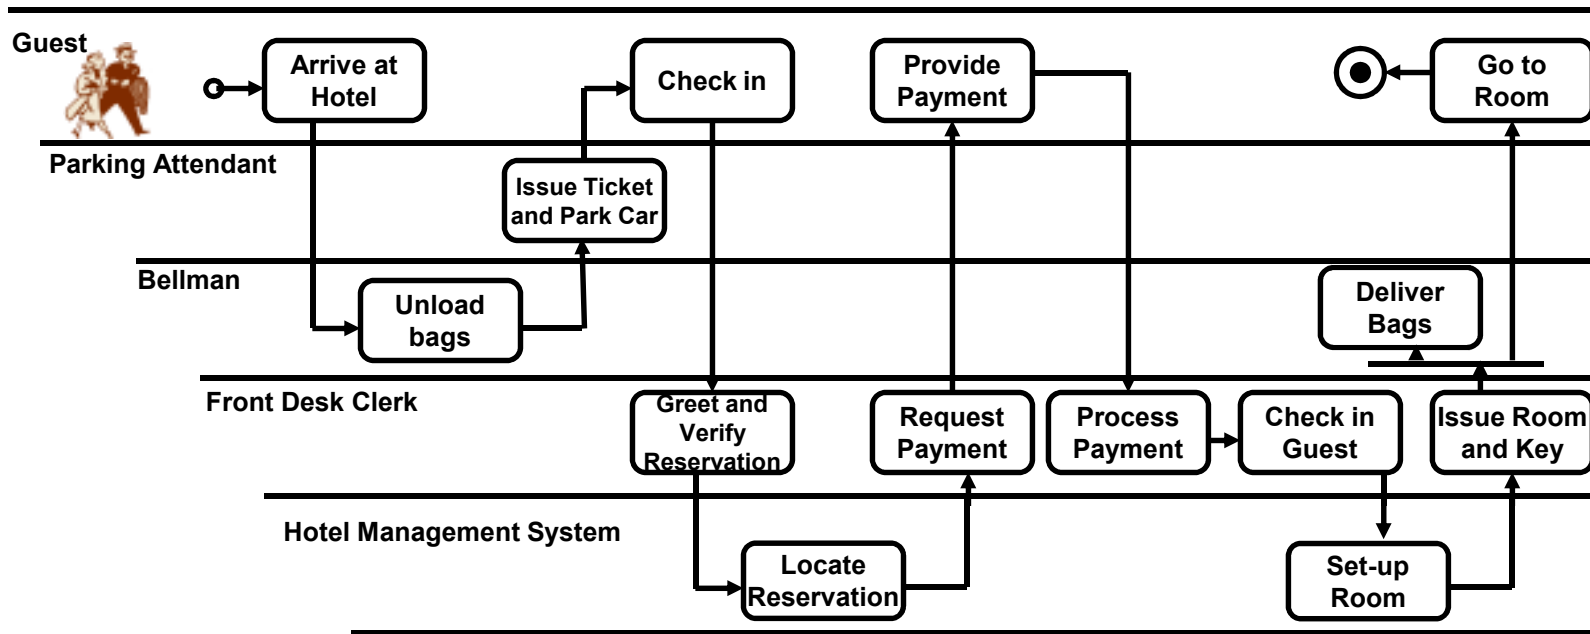 Guest
Arrive at
Hotel
Check in
Provide
Payment
Go to
Room
Parking Attendant
Issue Ticket
and Park Car
Bellman
Unload
bags
Deliver
Bags
Front Desk Clerk
Greet and
Verify
Reservation
Request
Payment
Process
Payment
Check in
Guest
Issue Room
and Key
Hotel Management System
Locate
Reservation
Set-up
Room